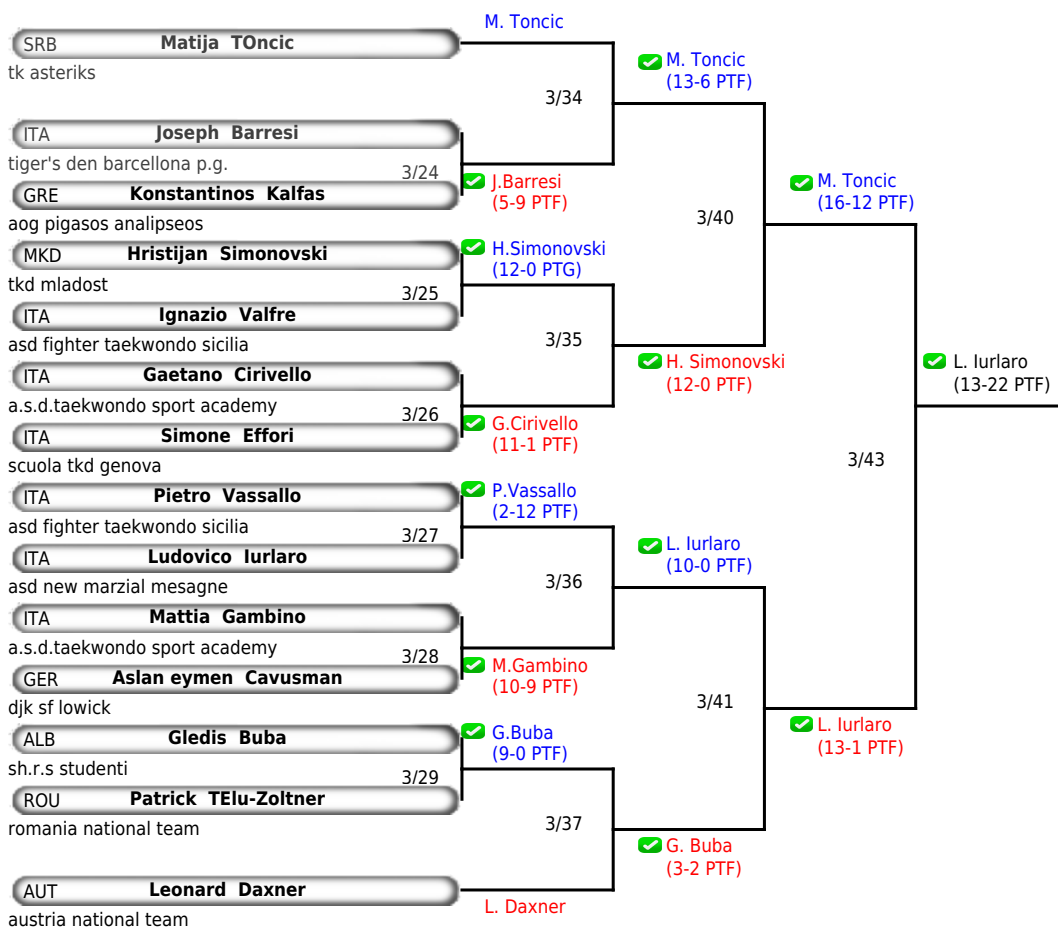 M. Toncic
SRB Matija TOncic
tk asteriks
M. Toncic
(13-6 PTF)
3/34
ITA Joseph Barresi
tiger's den barcellona p.g.
3/24
J.Barresi
(5-9 PTF)
GRE Konstantinos Kalfas
aog pigasos analipseos
M. Toncic
(16-12 PTF)
3/40
MKD Hristijan Simonovski
tkd mladost
H.Simonovski
(12-0 PTG)
3/25
ITA Ignazio Valfre
asd fighter taekwondo sicilia
3/35
H. Simonovski
(12-0 PTF)
L. Iurlaro
(13-22 PTF)
ITA Gaetano Cirivello
a.s.d.taekwondo sport academy
3/26
G.Cirivello
(11-1 PTF)
ITA Simone Effori
scuola tkd genova
3/43
ITA Pietro Vassallo
asd fighter taekwondo sicilia
P.Vassallo
(2-12 PTF)
3/27
ITA Ludovico Iurlaro
asd new marzial mesagne
L. Iurlaro
(10-0 PTF)
3/36
ITA Mattia Gambino
a.s.d.taekwondo sport academy
3/28
M.Gambino
(10-9 PTF)
GER Aslan eymen Cavusman
djk sf lowick
3/41
L. Iurlaro
(13-1 PTF)
ALB Gledis Buba
sh.r.s studenti
G.Buba
(9-0 PTF)
3/29
ROU Patrick TElu-Zoltner
romania national team
3/37
G. Buba
(3-2 PTF)
AUT Leonard Daxner
austria national team
L. Daxner